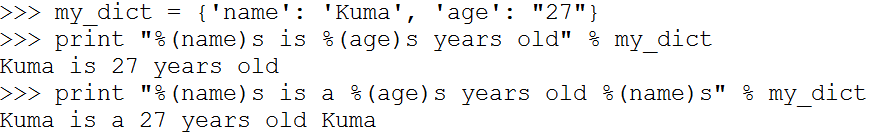 >>> my_dict = {'name': 'Kuma', 'age': "27"}
>>> print "%(name)s is %(age)s years old" % my_dict
Kuma is 27 years old
>>> print "%(name)s is a %(age)s years old %(name)s" % my_dict
Kuma is a 27 years old Kuma